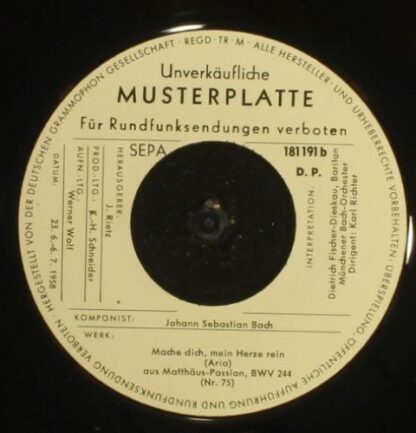 HERGESTELLT VON DER DEUTSCHEN GRAMMOPHON GESELLSCHAFT · REGD·TR·M · ALLE HERSTELLER- UND URHEBERRECHTE VORBEHALTEN · ÜBERSPIELUNG, ÖFFENTLICHE AUFFÜHRUNG UND RUNDFUNKSENDUNG VERBOTEN ·
Unverkäufliche
MUSTERPLATTE
Für Rundfunksendungen verboten
SEPA
181191 b
D. P.
HERAUSGEBER:
J. Rietz
PROD.-LTG.:
K.-H. Schneider
AUFN.-LTG.:
Werner Wolf
DATUM:
23. 6.-6. 7. 1958
INTERPRETATION:
Dietrich Fischer-Dieskau, Bariton
Münchener Bach-Orchester
Dirigent: Karl Richter
KOMPONIST: Johann Sebastian Bach
WERK:
Mache dich, mein Herze rein
(Aria)
aus Matthäus-Passion, BWV 244
(Nr. 75)